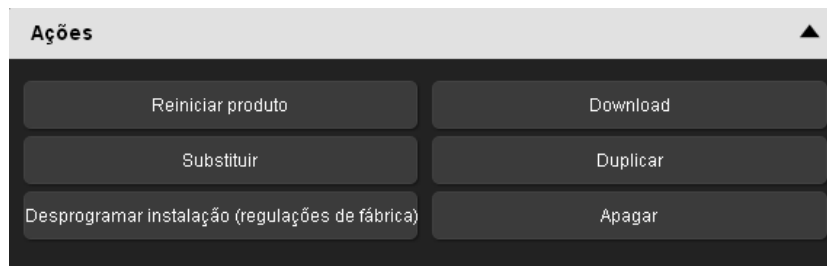 Ações
Reiniciar produto
Download
Substituir
Duplicar
Desprogramar instalação (regulações de fábrica)
Apagar